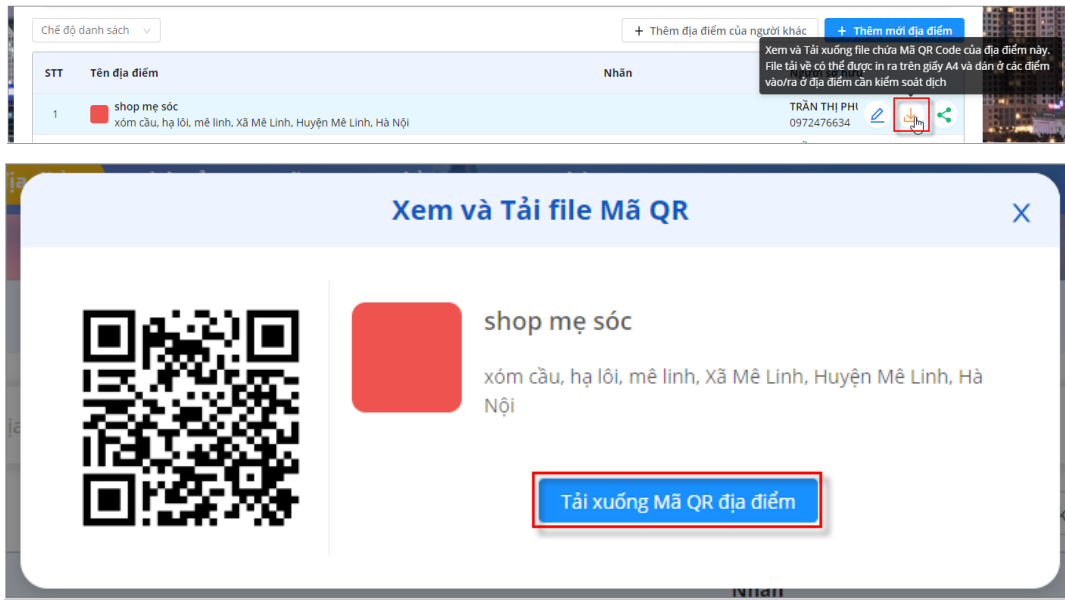 Chế độ danh sách
+ Thêm địa điểm của người khác
+ Thêm mới địa điểm
Xem và Tải xuống file chứa Mã QR Code của địa điểm này.
File tải về có thể được in ra trên giấy A4 và dán ở các điểm
vào/ra ở địa điểm cần kiểm soát dịch
STT Tên địa điểm Nhãn
1 shop mẹ sóc TRẦN THỊ PHƯ
xóm cầu, hạ lôi, mê linh, Xã Mê Linh, Huyện Mê Linh, Hà Nội 0972476634
Xem và Tải file Mã QR
X
shop mẹ sóc
xóm cầu, hạ lôi, mê linh, Xã Mê Linh, Huyện Mê Linh, Hà
Nội
Tải xuống Mã QR địa điểm
Nhãn